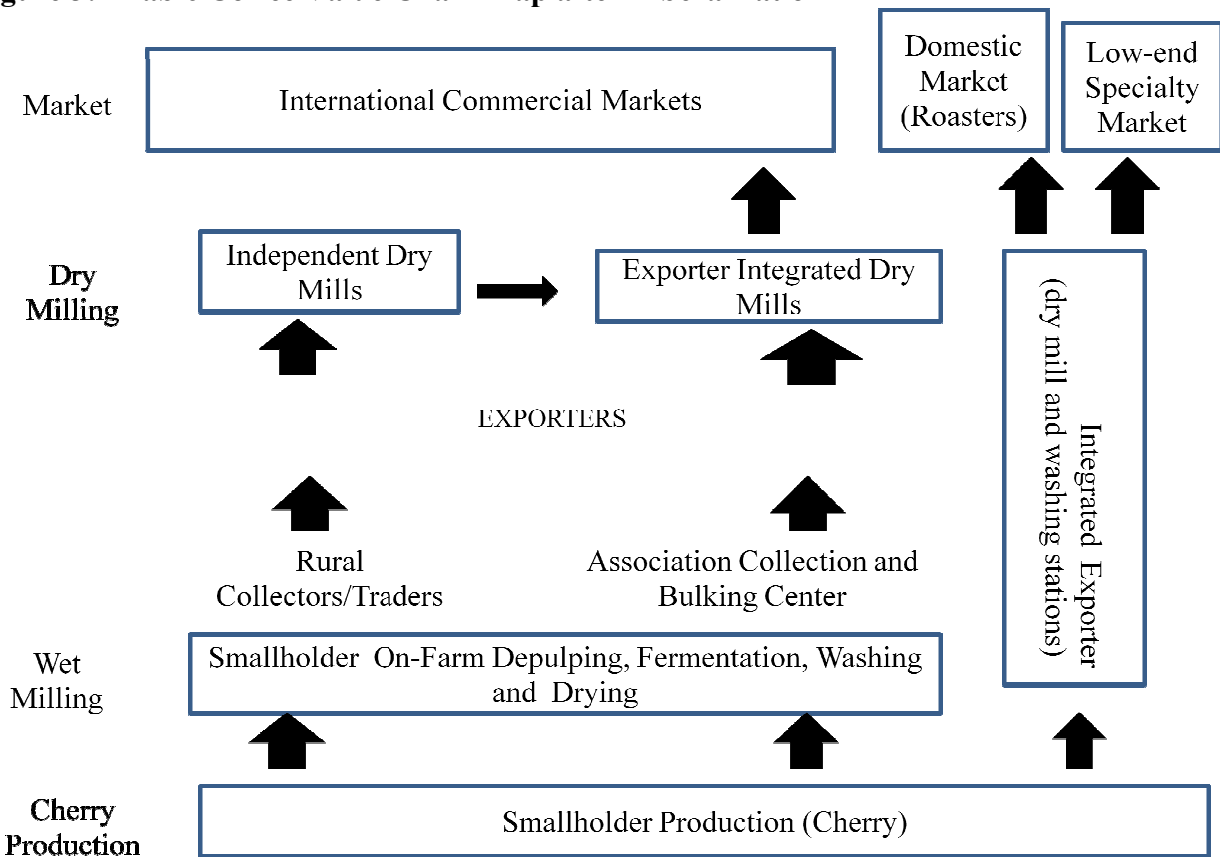 Market
International Commercial Markets
Domestic
Market
(Roasters)
Low-end
Specialty
Market
Dry
Milling
Independent Dry
Mills
Exporter Integrated Dry
Mills
EXPORTERS
Rural
Collectors/Traders
Association Collection and
Bulking Center
Integrated Exporter
(dry mill and washing stations)
Wet
Milling
Smallholder On-Farm Depulping, Fermentation, Washing
and Drying
Cherry
Production
Smallholder Production (Cherry)